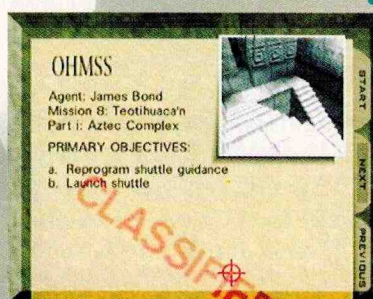 OHMSS
Agent: James Bond
Mission 8: Teotihuaca'n
Part i: Aztec Complex
PRIMARY OBJECTIVES:
a. Reprogram shuttle guidance
b. Launch shuttle
CLASSIFIED
START
NEXT
PREVIOUS